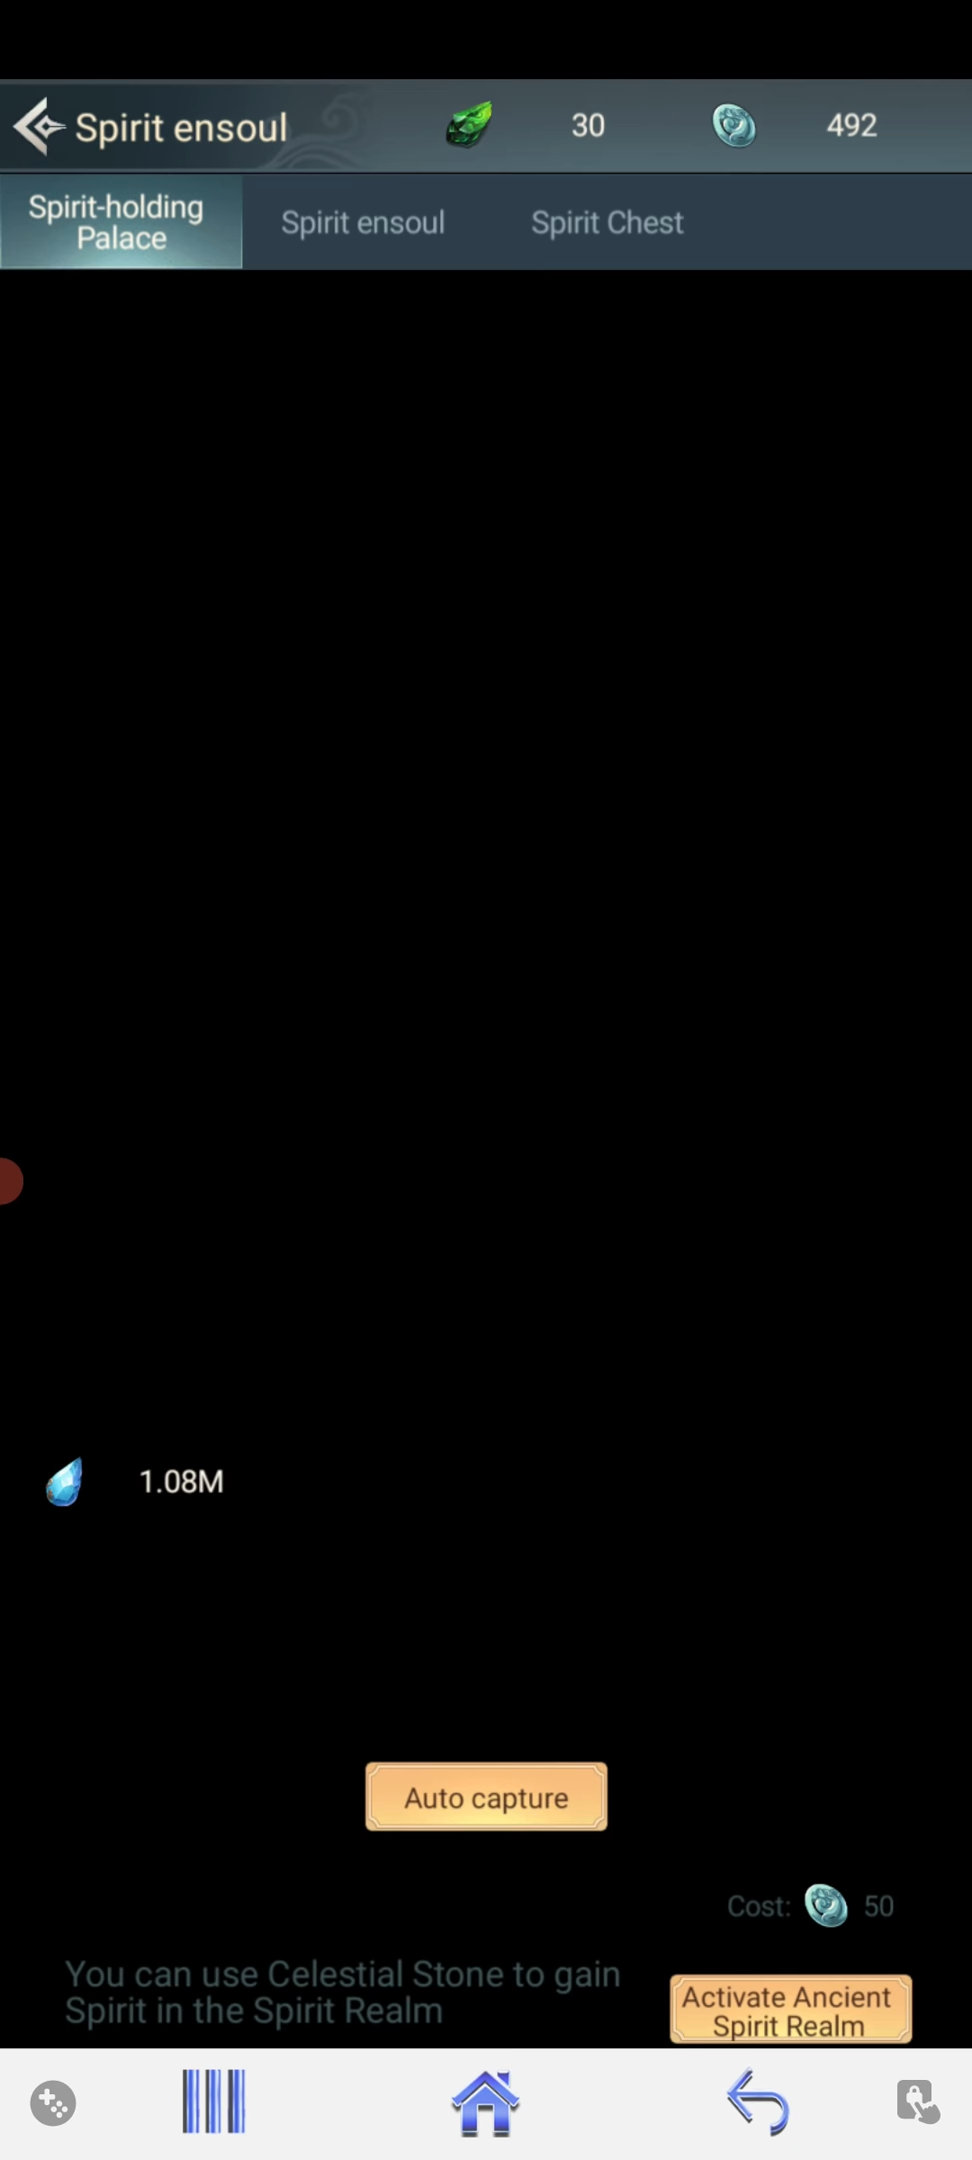 Spirit ensoul
30
492
Spirit-holding
Palace
Spirit ensoul
Spirit Chest
1.08M
Auto capture
Cost: 50
You can use Celestial Stone to gain
Spirit in the Spirit Realm
Activate Ancient
Spirit Realm